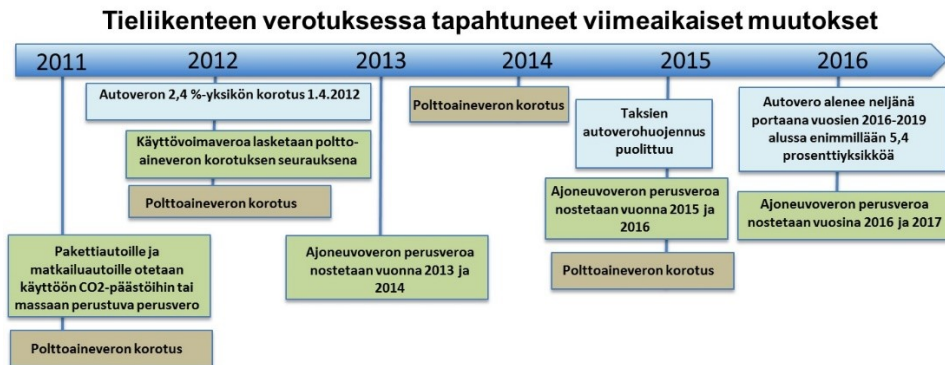 Tieliikenteen verotuksessa tapahtuneet viimeaikaiset muutokset
2011
2012
2013
2014
2015
2016
Pakettiautoille ja
matkailuautoille otetaan
käyttöön CO2-päästöihin tai
massaan perustuva perusvero
Polttoaineveron korotus
Autoveron 2,4 %-yksikön korotus 1.4.2012
Käyttövoimaveroa lasketaan poltto-
aineveron korotuksen seurauksena
Polttoaineveron korotus
Ajoneuvoveron perusveroa
nostetaan vuonna 2013 ja
2014
Polttoaineveron korotus
Taksien
autoverohuojennus
puolittuu
Ajoneuvoveron perusveroa
nostetaan vuonna 2015 ja
2016
Polttoaineveron korotus
Autovero alenee neljänä
portaana vuosien 2016-2019
alussa enimmillään 5,4
prosenttiyksikköä
Ajoneuvoveron perusveroa
nostetaan vuosina 2016 ja 2017